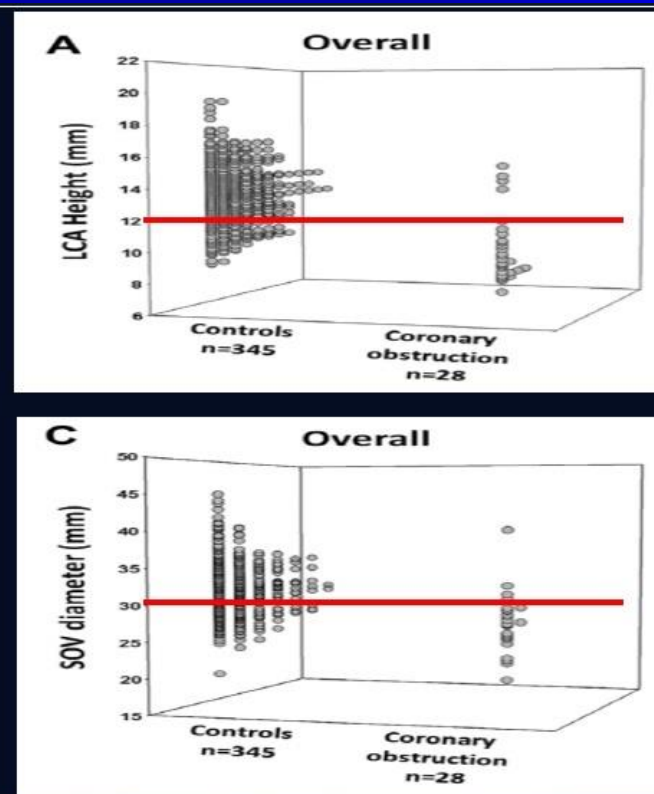 A
Overall
LCA Height (mm)
22
20
18
16
14
12
10
8
6
Controls
n=345
Coronary
obstruction
n=28
C
Overall
SOV diameter (mm)
50
45
40
35
30
25
20
15
Controls
n=345
Coronary
obstruction
n=28